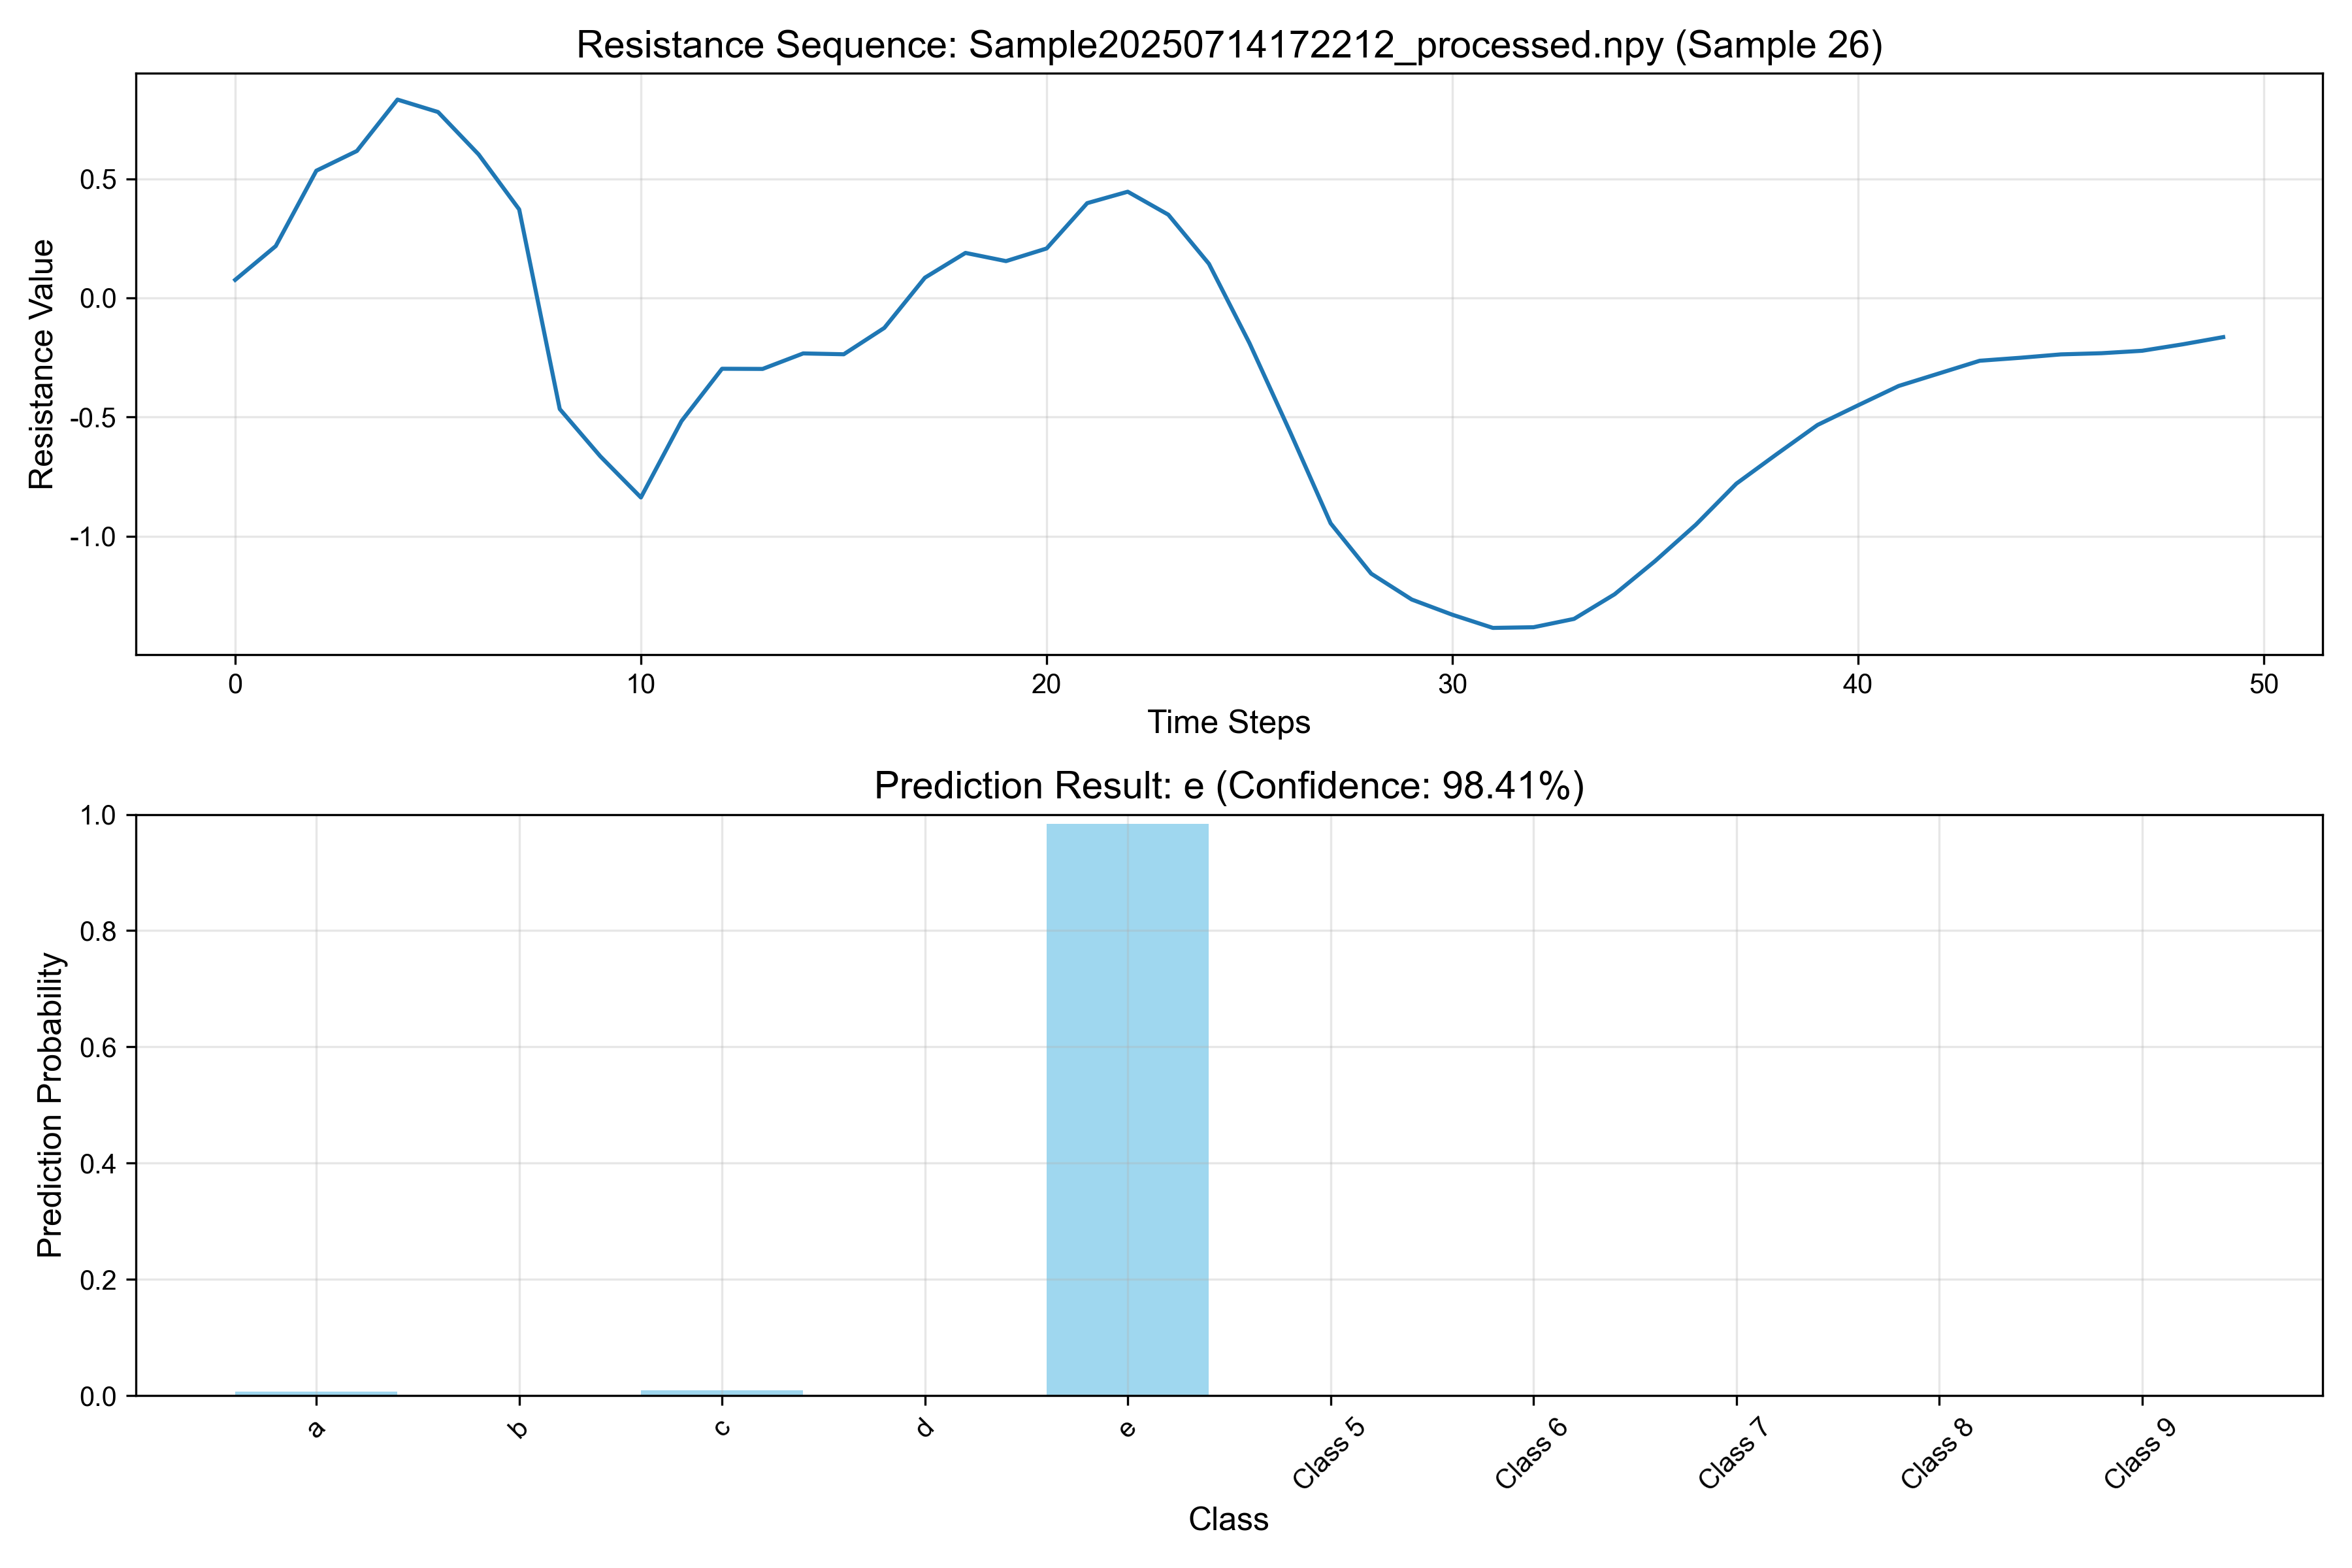 Resistance Sequence: Sample20250714172212_processed.npy (Sample 26)
Resistance Value
0.5
0.0
-0.5
-1.0
0 10 20 30 40 50
Time Steps
Prediction Result: e (Confidence: 98.41%)
Prediction Probability
1.0
0.8
0.6
0.4
0.2
0.0
a b c d e Class 5 Class 6 Class 7 Class 8 Class 9
Class